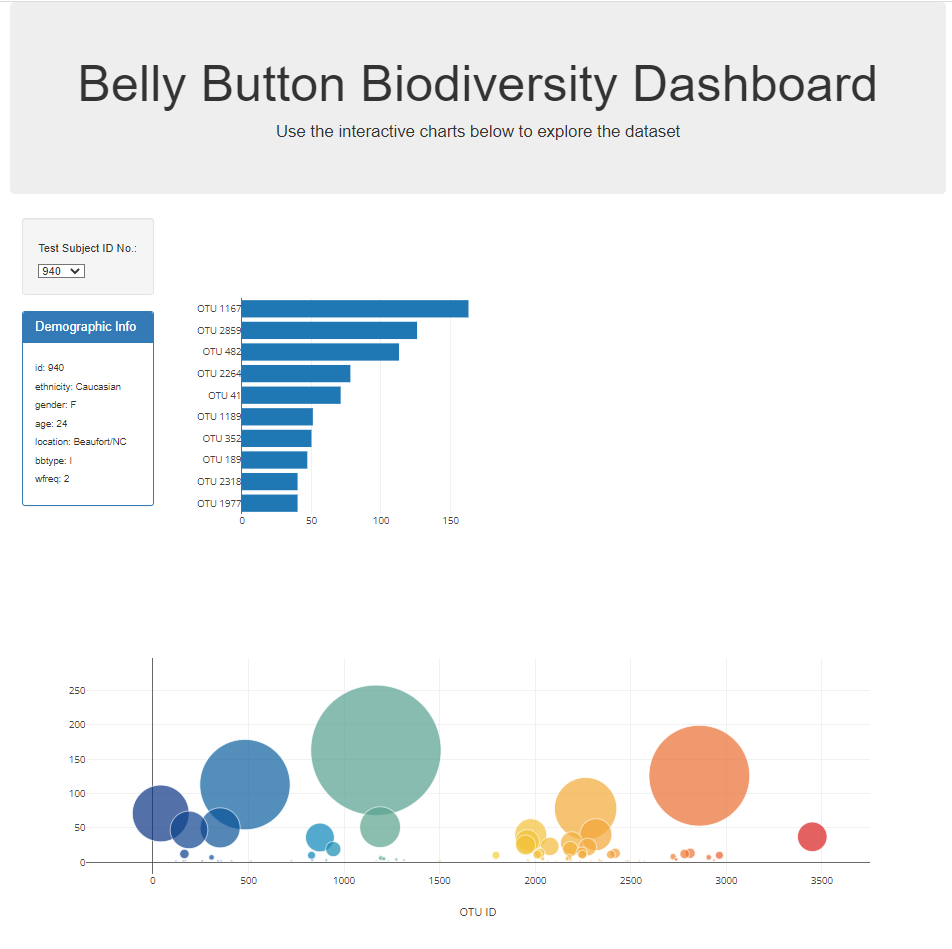 Belly Button Biodiversity Dashboard
Use the interactive charts below to explore the dataset
Test Subject ID No.:
940
Demographic Info
id: 940
ethnicity: Caucasian
gender: F
age: 24
location: Beaufort/NC
bbtype: I
wfreq: 2
OTU 1167
OTU 2859
OTU 482
OTU 2264
OTU 41
OTU 1189
OTU 352
OTU 189
OTU 2318
OTU 1977
0 50 100 150
250
200
150
100
50
0
0 500 1000 1500 2000 2500 3000 3500
OTU ID